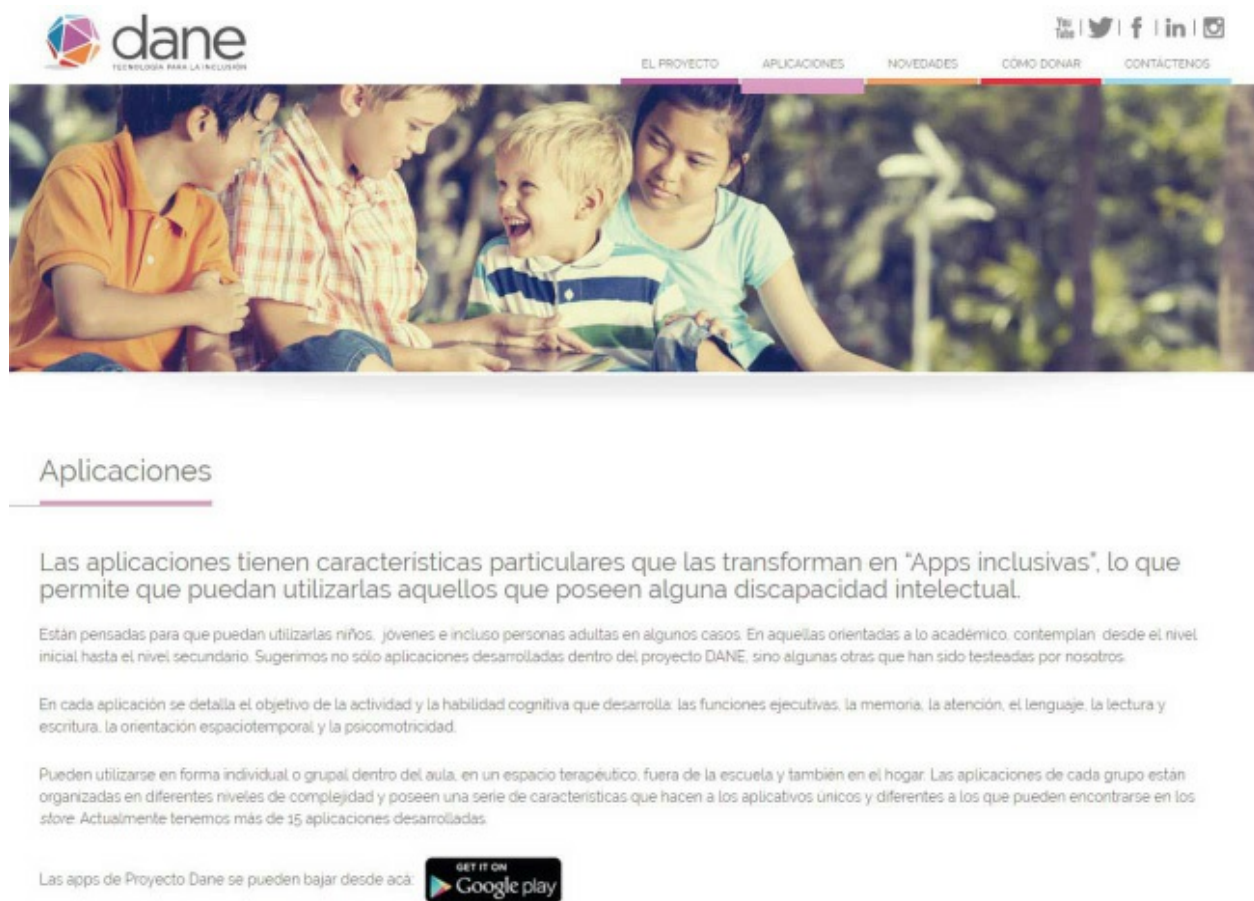 dane
TECNOLOGÍA PARA LA INCLUSIÓN
You Tube
f
in
EL PROYECTO
APLICACIONES
NOVEDADES
CÓMO DONAR
CONTÁCTENOS
Aplicaciones
Las aplicaciones tienen características particulares que las transforman en “Apps inclusivas”, lo que
permite que puedan utilizarlas aquellos que poseen alguna discapacidad intelectual.
Están pensadas para que puedan utilizarlas niños, jóvenes e incluso personas adultas en algunos casos. En aquellas orientadas a lo académico, contemplan desde el nivel
inicial hasta el nivel secundario. Sugerimos no sólo aplicaciones desarrolladas dentro del proyecto DANE, sino algunas otras que han sido testeadas por nosotros.
En cada aplicación se detalla el objetivo de la actividad y la habilidad cognitiva que desarrolla: las funciones ejecutivas, la memoria, la atención, el lenguaje, la lectura y
escritura, la orientación espaciotemporal y la psicomotricidad.
Pueden utilizarse en forma individual o grupal dentro del aula, en un espacio terapéutico, fuera de la escuela y también en el hogar. Las aplicaciones de cada grupo están
organizadas en diferentes niveles de complejidad y poseen una serie de características que hacen a los aplicativos únicos y diferentes a los que pueden encontrarse en los
store. Actualmente tenemos más de 15 aplicaciones desarrolladas.
Las apps de Proyecto Dane se pueden bajar desde acá:
GET IT ON
Google play